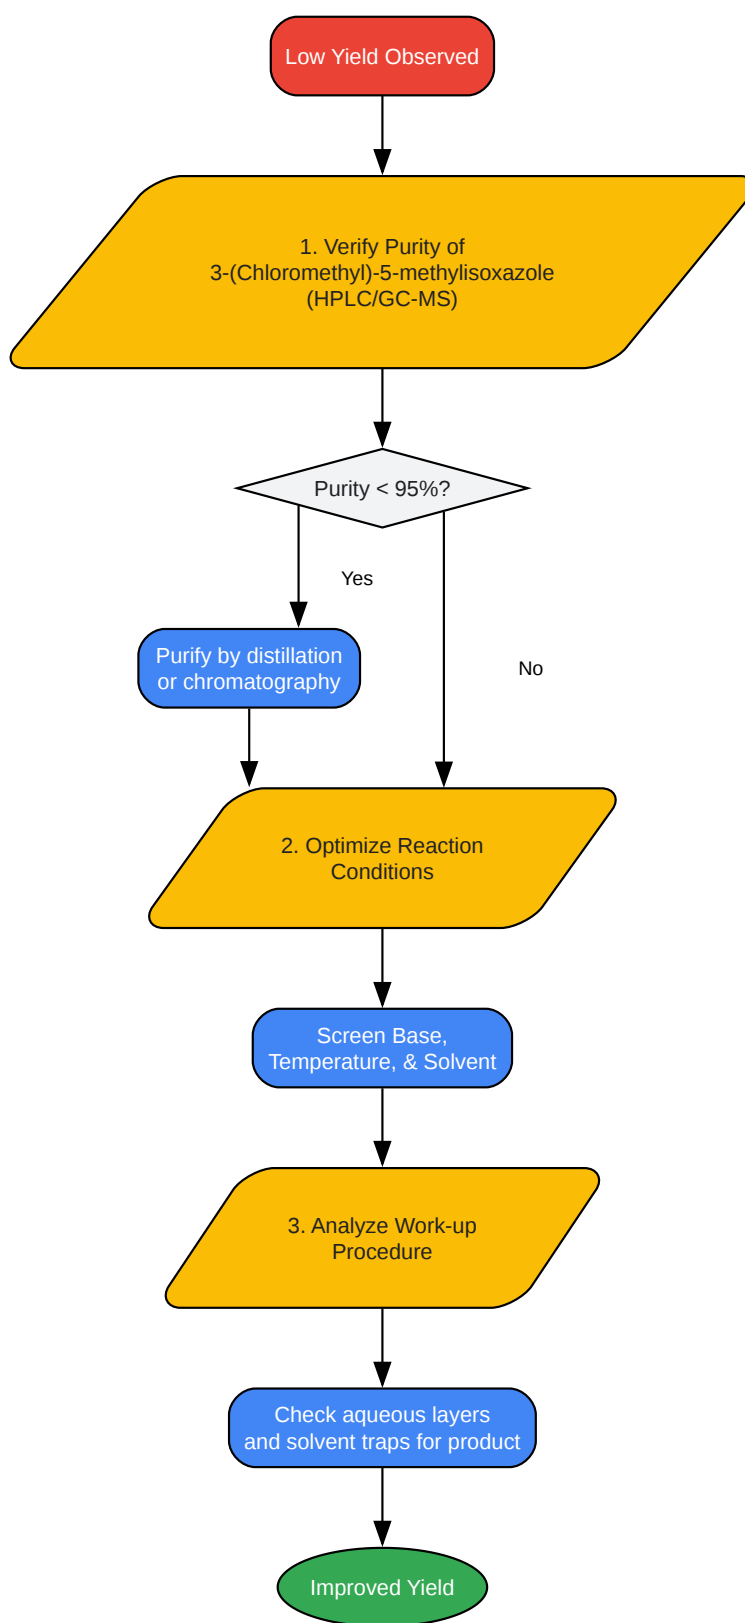 Low Yield Observed
1. Verify Purity of
3-(Chloromethyl)-5-methylisoxazole
(HPLC/GC-MS)
Purity < 95%?
Yes
Purify by distillation
or chromatography
No
2. Optimize Reaction
Conditions
Screen Base,
Temperature, & Solvent
3. Analyze Work-up
Procedure
Check aqueous layers
and solvent traps for product
Improved Yield